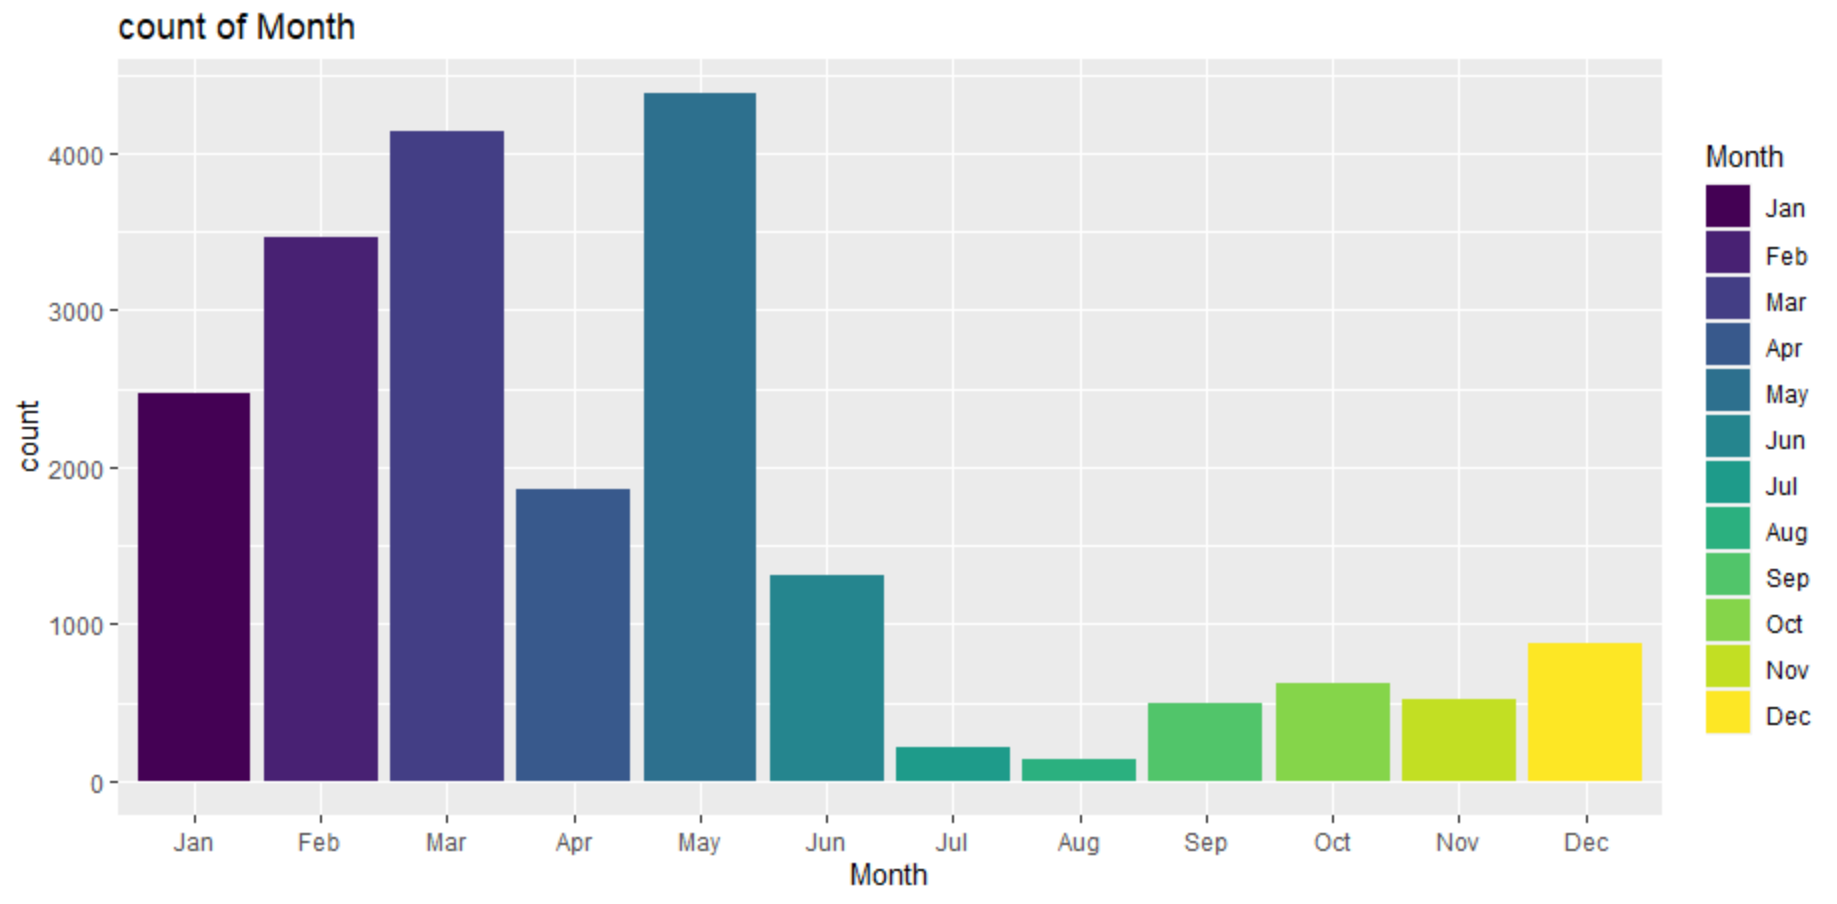 count of Month
4000
3000
2000
1000
0
count
Jan Feb Mar Apr May Jun Jul Aug Sep Oct Nov Dec
Month
Month
Jan
Feb
Mar
Apr
May
Jun
Jul
Aug
Sep
Oct
Nov
Dec